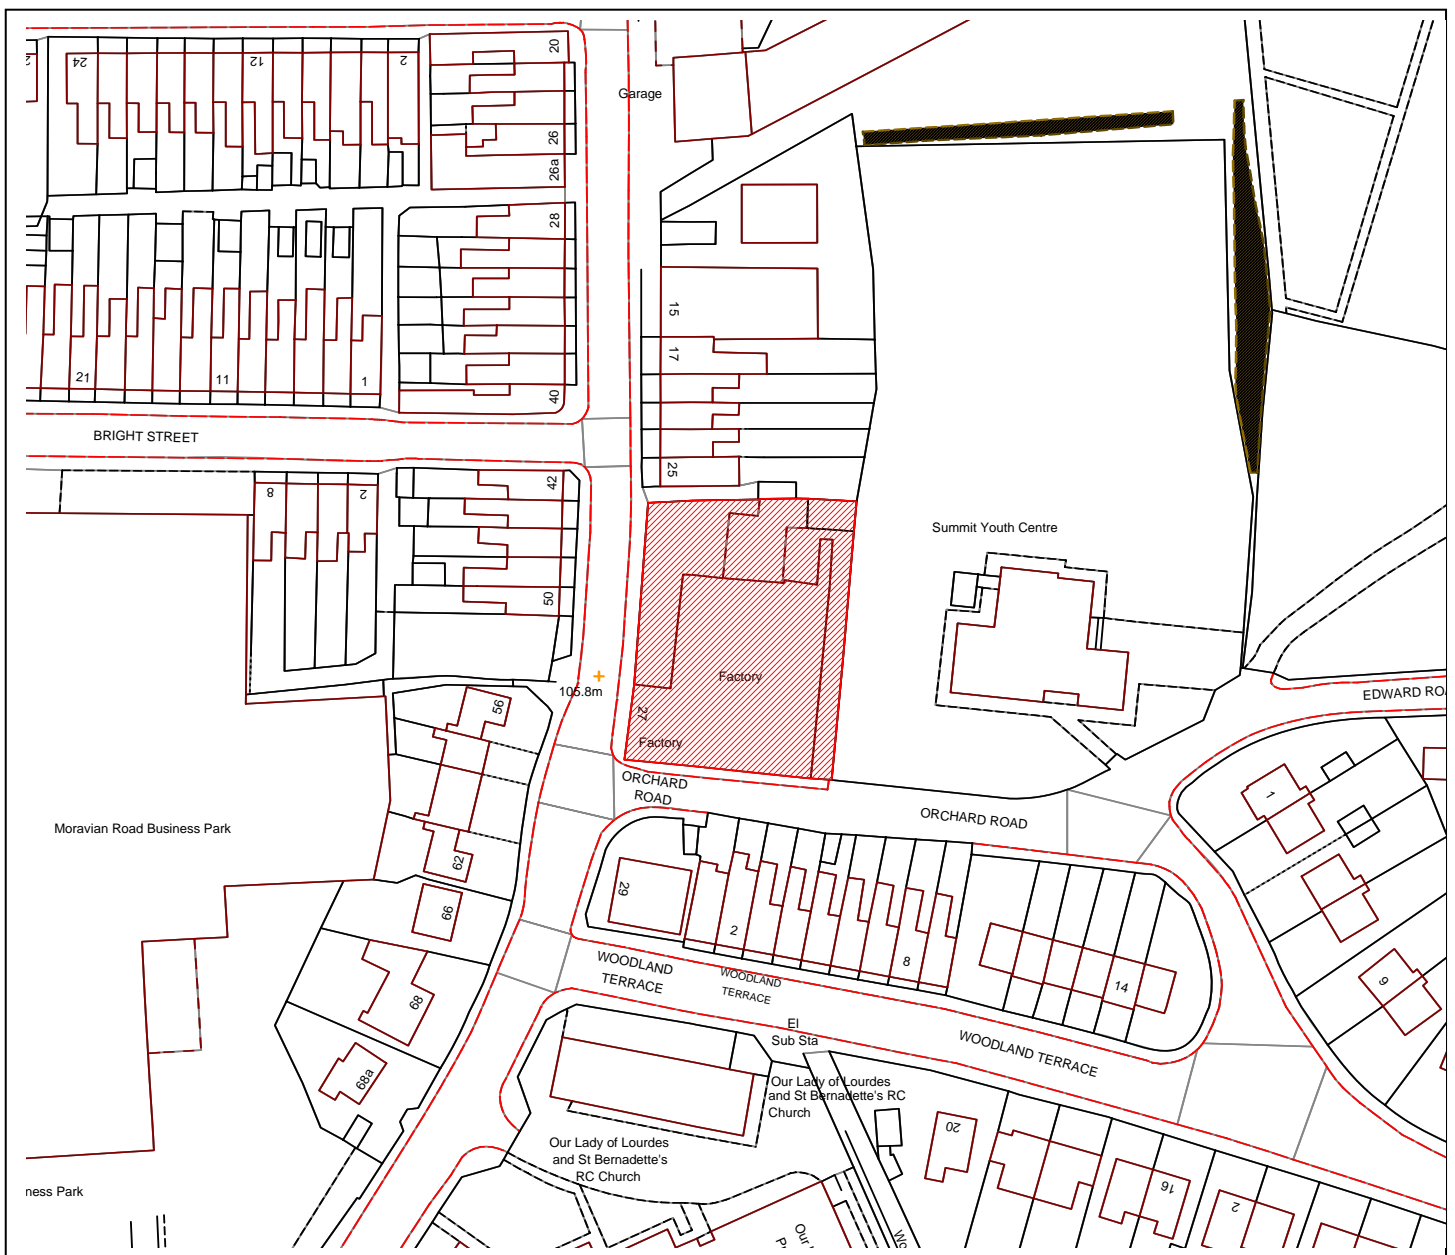 20
24
12
2
Garage
26
26a
28
15
17
21
11
1
40
BRIGHT STREET
25
42
8
2
Summit Youth Centre
50
Factory
105.8m
56
27
Factory
EDWARD ROA
ORCHARD
ROAD
ORCHARD ROAD
1
Moravian Road Business Park
62
29
66
2
8
WOODLAND
TERRACE
WOODLAND
TERRACE
14
9
68
El
Sub Sta
WOODLAND TERRACE
68a
Our Lady of Lourdes
and St Bernadette's RC
Church
20
Our Lady of Lourdes
and St Bernadette's
RC Church
ness Park
16
2
Our